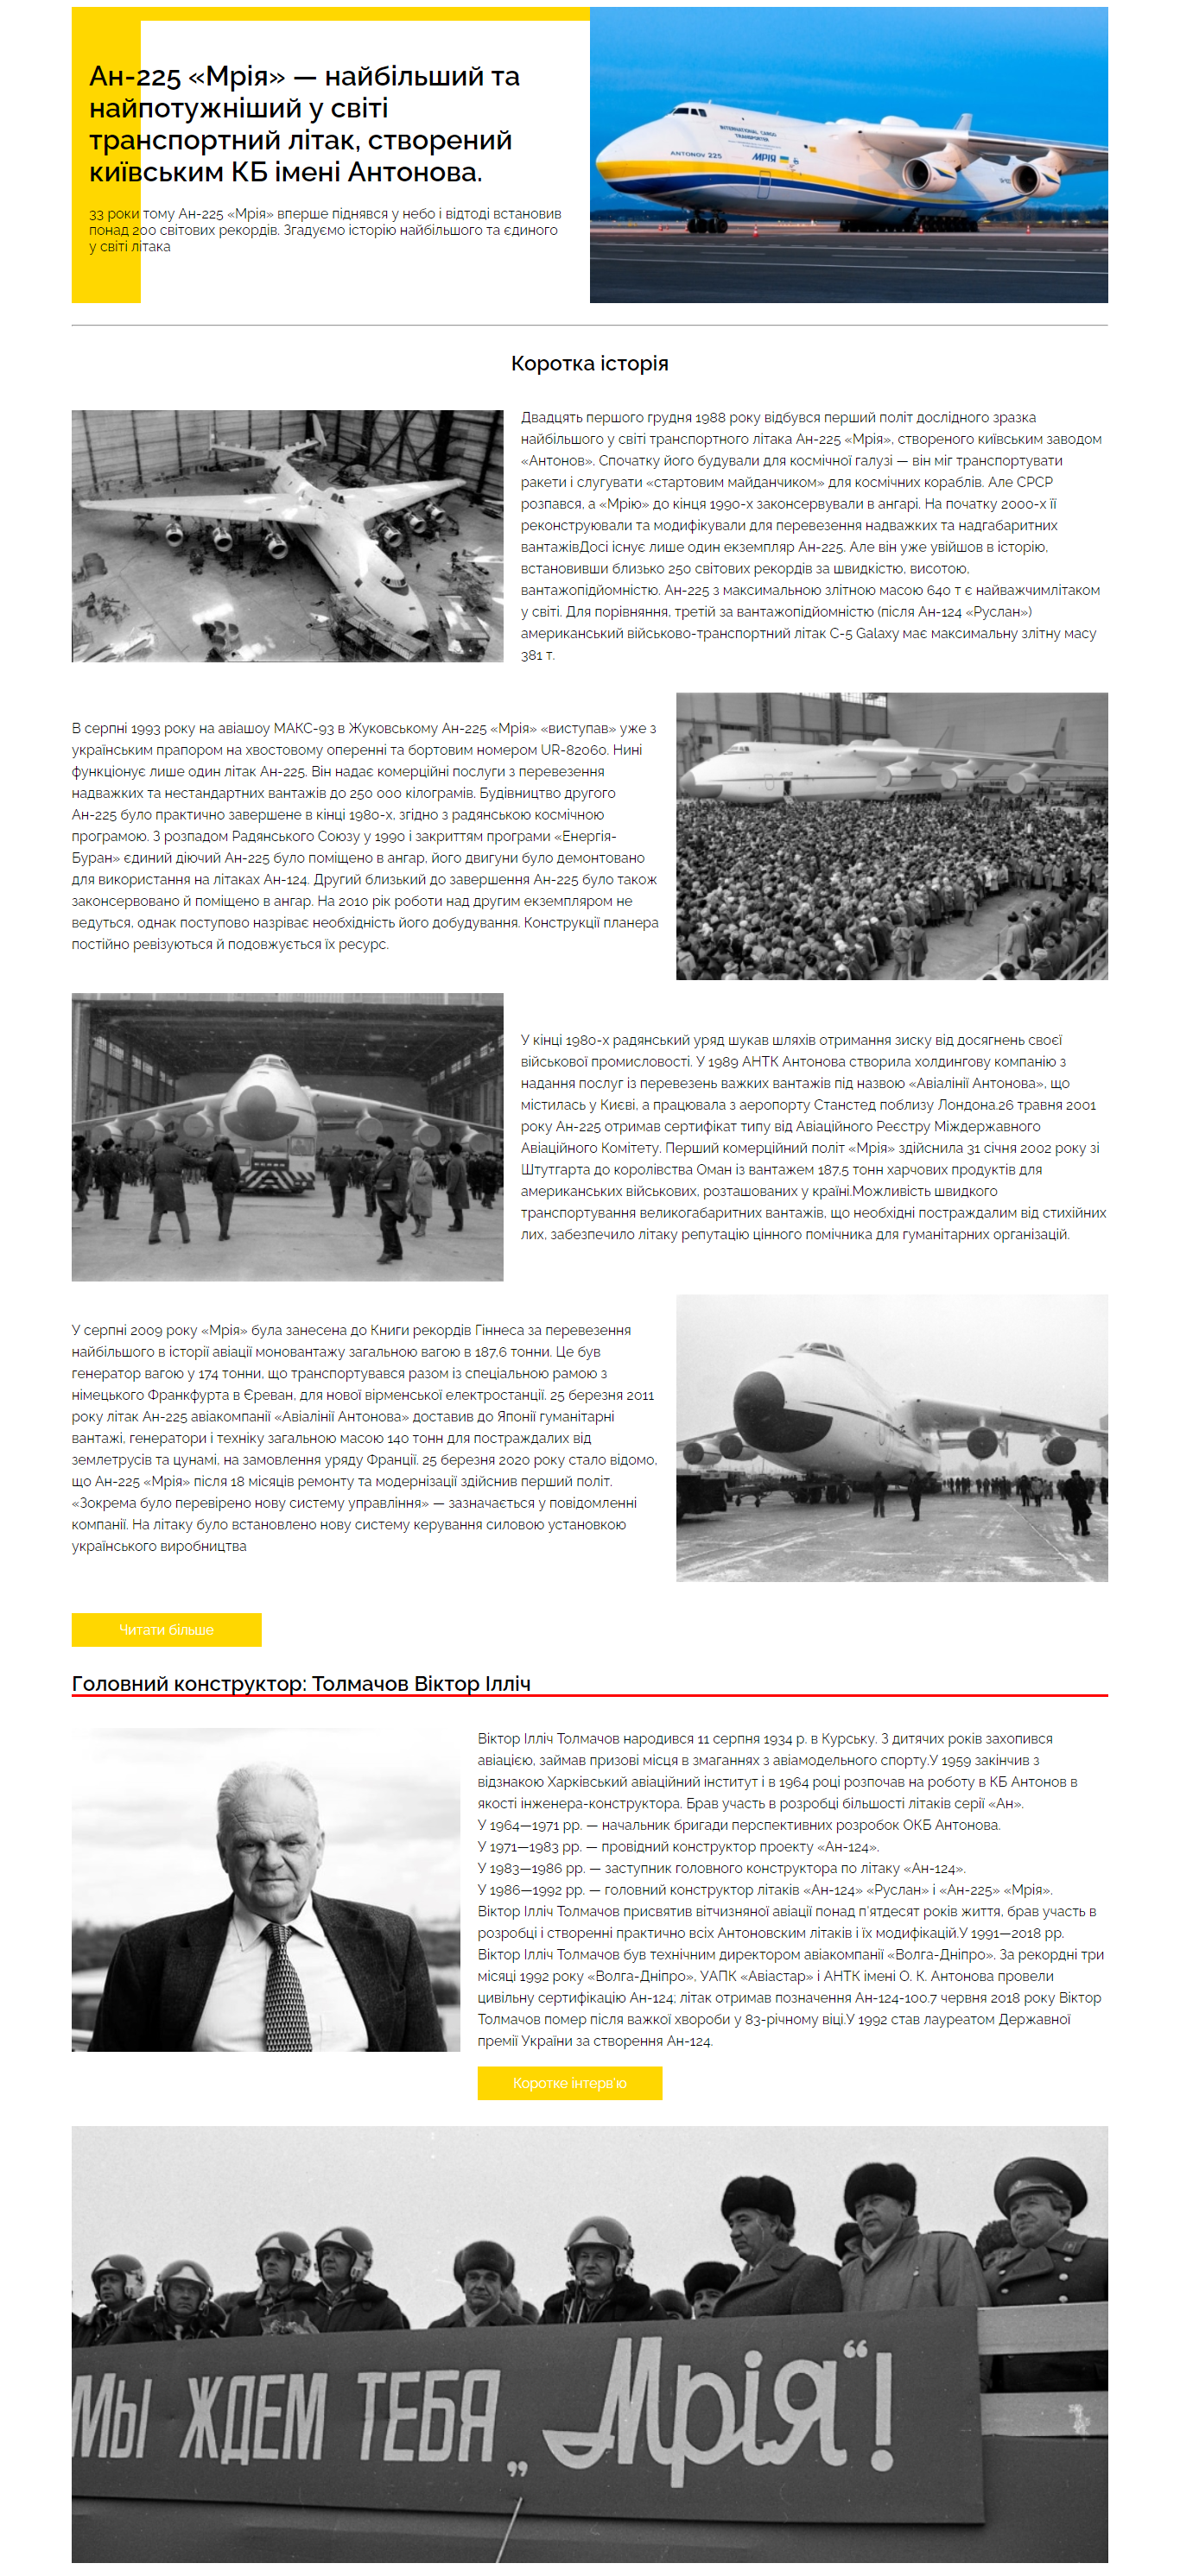 Ан-225 «Мрія» — найбільший та
найпотужніший у світі
транспортний літак, створений
київським КБ імені Антонова.
33 роки тому Ан-225 «Мрія» вперше піднявся у небо і відтоді встановив
понад 200 світових рекордів. Згадуємо історію найбільшого та єдиного
у світі літака
INTERNATIONAL CARGO
TRANSPORTER
ANTONOV 225
МРІЯ
Коротка історія
Двадцять першого грудня 1988 року відбувся перший політ дослідного зразка
найбільшого у світі транспортного літака Ан-225 «Мрія», створеного київським заводом
«Антонов». Спочатку його будували для космічної галузі — він міг транспортувати
ракети і слугувати «стартовим майданчиком» для космічних кораблів. Але СРСР
розпався, а «Мрію» до кінця 1990-х законсервували в ангарі. На початку 2000-х її
реконструювали та модифікували для перевезення надважких та надгабаритних
вантажівДосі існує лише один екземпляр Ан-225. Але він уже увійшов в історію,
встановивши близько 250 світових рекордів за швидкістю, висотою,
вантажопідйомністю. Ан-225 з максимальною злітною масою 640 т є найважчимлітаком
у світі. Для порівняння, третій за вантажопідйомністю (після Ан-124 «Руслан»)
американський військово-транспортний літак C-5 Galaxy має максимальну злітну масу
381 т.
В серпні 1993 року на авіашоу МАКС-93 в Жуковському Ан-225 «Мрія» «виступав» уже з
українським прапором на хвостовому оперенні та бортовим номером UR-82060. Нині
функціонує лише один літак Ан-225. Він надає комерційні послуги з перевезення
надважких та нестандартних вантажів до 250 000 кілограмів. Будівництво другого
Ан-225 було практично завершене в кінці 1980-х, згідно з радянською космічною
програмою. З розпадом Радянського Союзу у 1990 і закриттям програми «Енергія-
Буран» єдиний діючий Ан-225 було поміщено в ангар, його двигуни було демонтовано
для використання на літаках Ан-124. Другий близький до завершення Ан-225 було також
законсервовано й поміщено в ангар. На 2010 рік роботи над другим екземпляром не
ведуться, однак поступово назріває необхідність його добудування. Конструкції планера
постійно ревізуються й подовжується їх ресурс.
У кінці 1980-х радянський уряд шукав шляхів отримання зиску від досягнень своєї
військової промисловості. У 1989 АНТК Антонова створила холдингову компанію з
надання послуг із перевезень важких вантажів під назвою «Авіалінії Антонова», що
містилась у Києві, а працювала з аеропорту Станстед поблизу Лондона.26 травня 2001
року Ан-225 отримав сертифікат типу від Авіаційного Реєстру Міждержавного
Авіаційного Комітету. Перший комерційний політ «Мрія» здійснила 31 січня 2002 року зі
Штутгарта до королівства Оман із вантажем 187,5 тонн харчових продуктів для
американських військових, розташованих у країні.Можливість швидкого
транспортування великогабаритних вантажів, що необхідні постраждалим від стихійних
лих, забезпечило літаку репутацію цінного помічника для гуманітарних організацій.
У серпні 2009 року «Мрія» була занесена до Книги рекордів Гіннеса за перевезення
найбільшого в історії авіації моновантажу загальною вагою в 187,6 тонни. Це був
генератор вагою у 174 тонни, що транспортувався разом із спеціальною рамою з
німецького Франкфурта в Єреван, для нової вірменської електростанції. 25 березня 2011
року літак Ан-225 авіакомпанії «Авіалінії Антонова» доставив до Японії гуманітарні
вантажі, генератори і техніку загальною масою 140 тонн для постраждалих від
землетрусів та цунамі, на замовлення уряду Франції. 25 березня 2020 року стало відомо,
що Ан-225 «Мрія» після 18 місяців ремонту та модернізації здійснив перший політ.
«Зокрема було перевірено нову систему управління» — зазначається у повідомленні
компанії. На літаку було встановлено нову систему керування силовою установкою
українського виробництва
Читати більше
Головний конструктор: Толмачов Віктор Ілліч
Віктор Ілліч Толмачов народився 11 серпня 1934 р. в Курську. З дитячих років захопився
авіацією, займав призові місця в змаганнях з авіамодельного спорту.У 1959 закінчив з
відзнакою Харківський авіаційний інститут і в 1964 році розпочав на роботу в КБ Антонов в
якості інженера-конструктора. Брав участь в розробці більшості літаків серії «Ан».
У 1964—1971 рр. — начальник бригади перспективних розробок ОКБ Антонова.
У 1971—1983 рр. — провідний конструктор проекту «Ан-124».
У 1983—1986 рр. — заступник головного конструктора по літаку «Ан-124».
У 1986—1992 рр. — головний конструктор літаків «Ан-124» «Руслан» і «Ан-225» «Мрія».
Віктор Ілліч Толмачов присвятив вітчизняної авіації понад п'ятдесят років життя, брав участь в
розробці і створенні практично всіх Антоновским літаків і їх модифікацій.У 1991—2018 рр.
Віктор Ілліч Толмачов був технічним директором авіакомпанії «Волга-Дніпро». За рекордні три
місяці 1992 року «Волга-Дніпро», УАПК «Авіастар» і АНТК імені О. К. Антонова провели
цивільну сертифікацію Ан-124; літак отримав позначення Ан-124-100.7 червня 2018 року Віктор
Толмачов помер після важкої хвороби у 83-річному віці.У 1992 став лауреатом Державної
премії України за створення Ан-124.
Коротке інтерв'ю
МЫ ЖДЕМ ТЕБЯ „Мрія“!